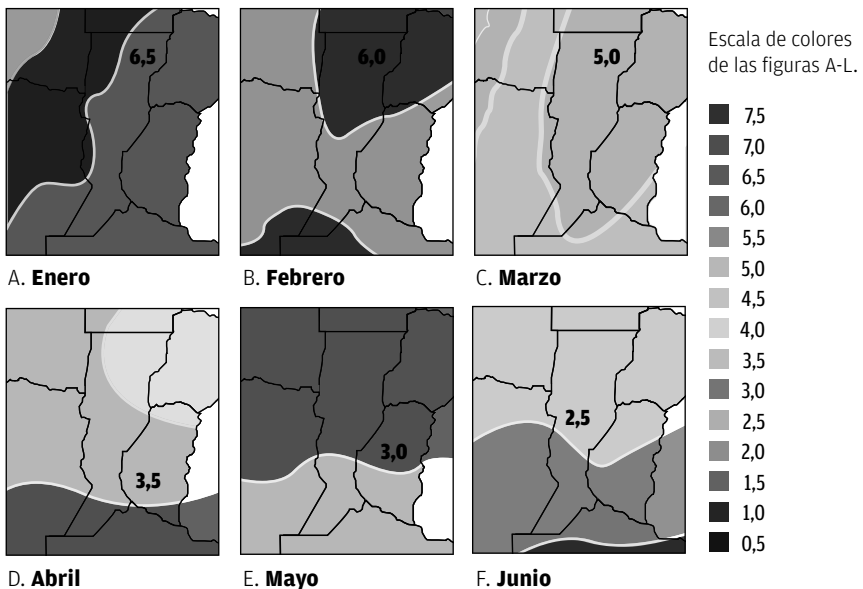 6,5
6,0
5,0
A. Enero
B. Febrero
C. Marzo
3,5
3,0
2,5
D. Abril
E. Mayo
F. Junio
Escala de colores
de las figuras A-L.
7,5
7,0
6,5
6,0
5,5
5,0
4,5
4,0
3,5
3,0
2,5
2,0
1,5
1,0
0,5